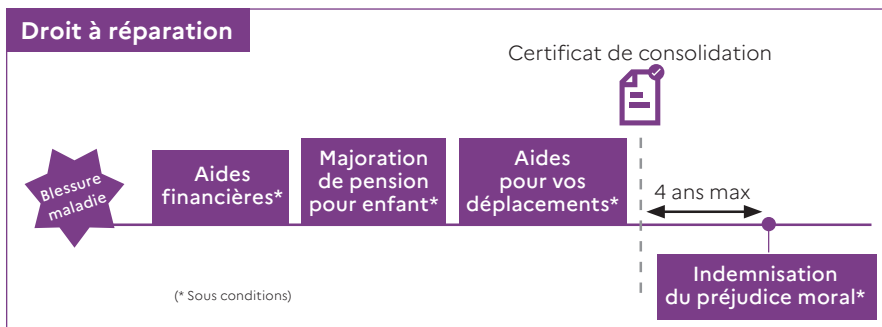 Droit à réparation
Certificat de consolidation
Blessure
maladie
Aides
financières*
Majoration
de pension
pour enfant*
Aides
pour vos
déplacements*
4 ans max
Indemnisation
du préjudice moral*
(* Sous conditions)